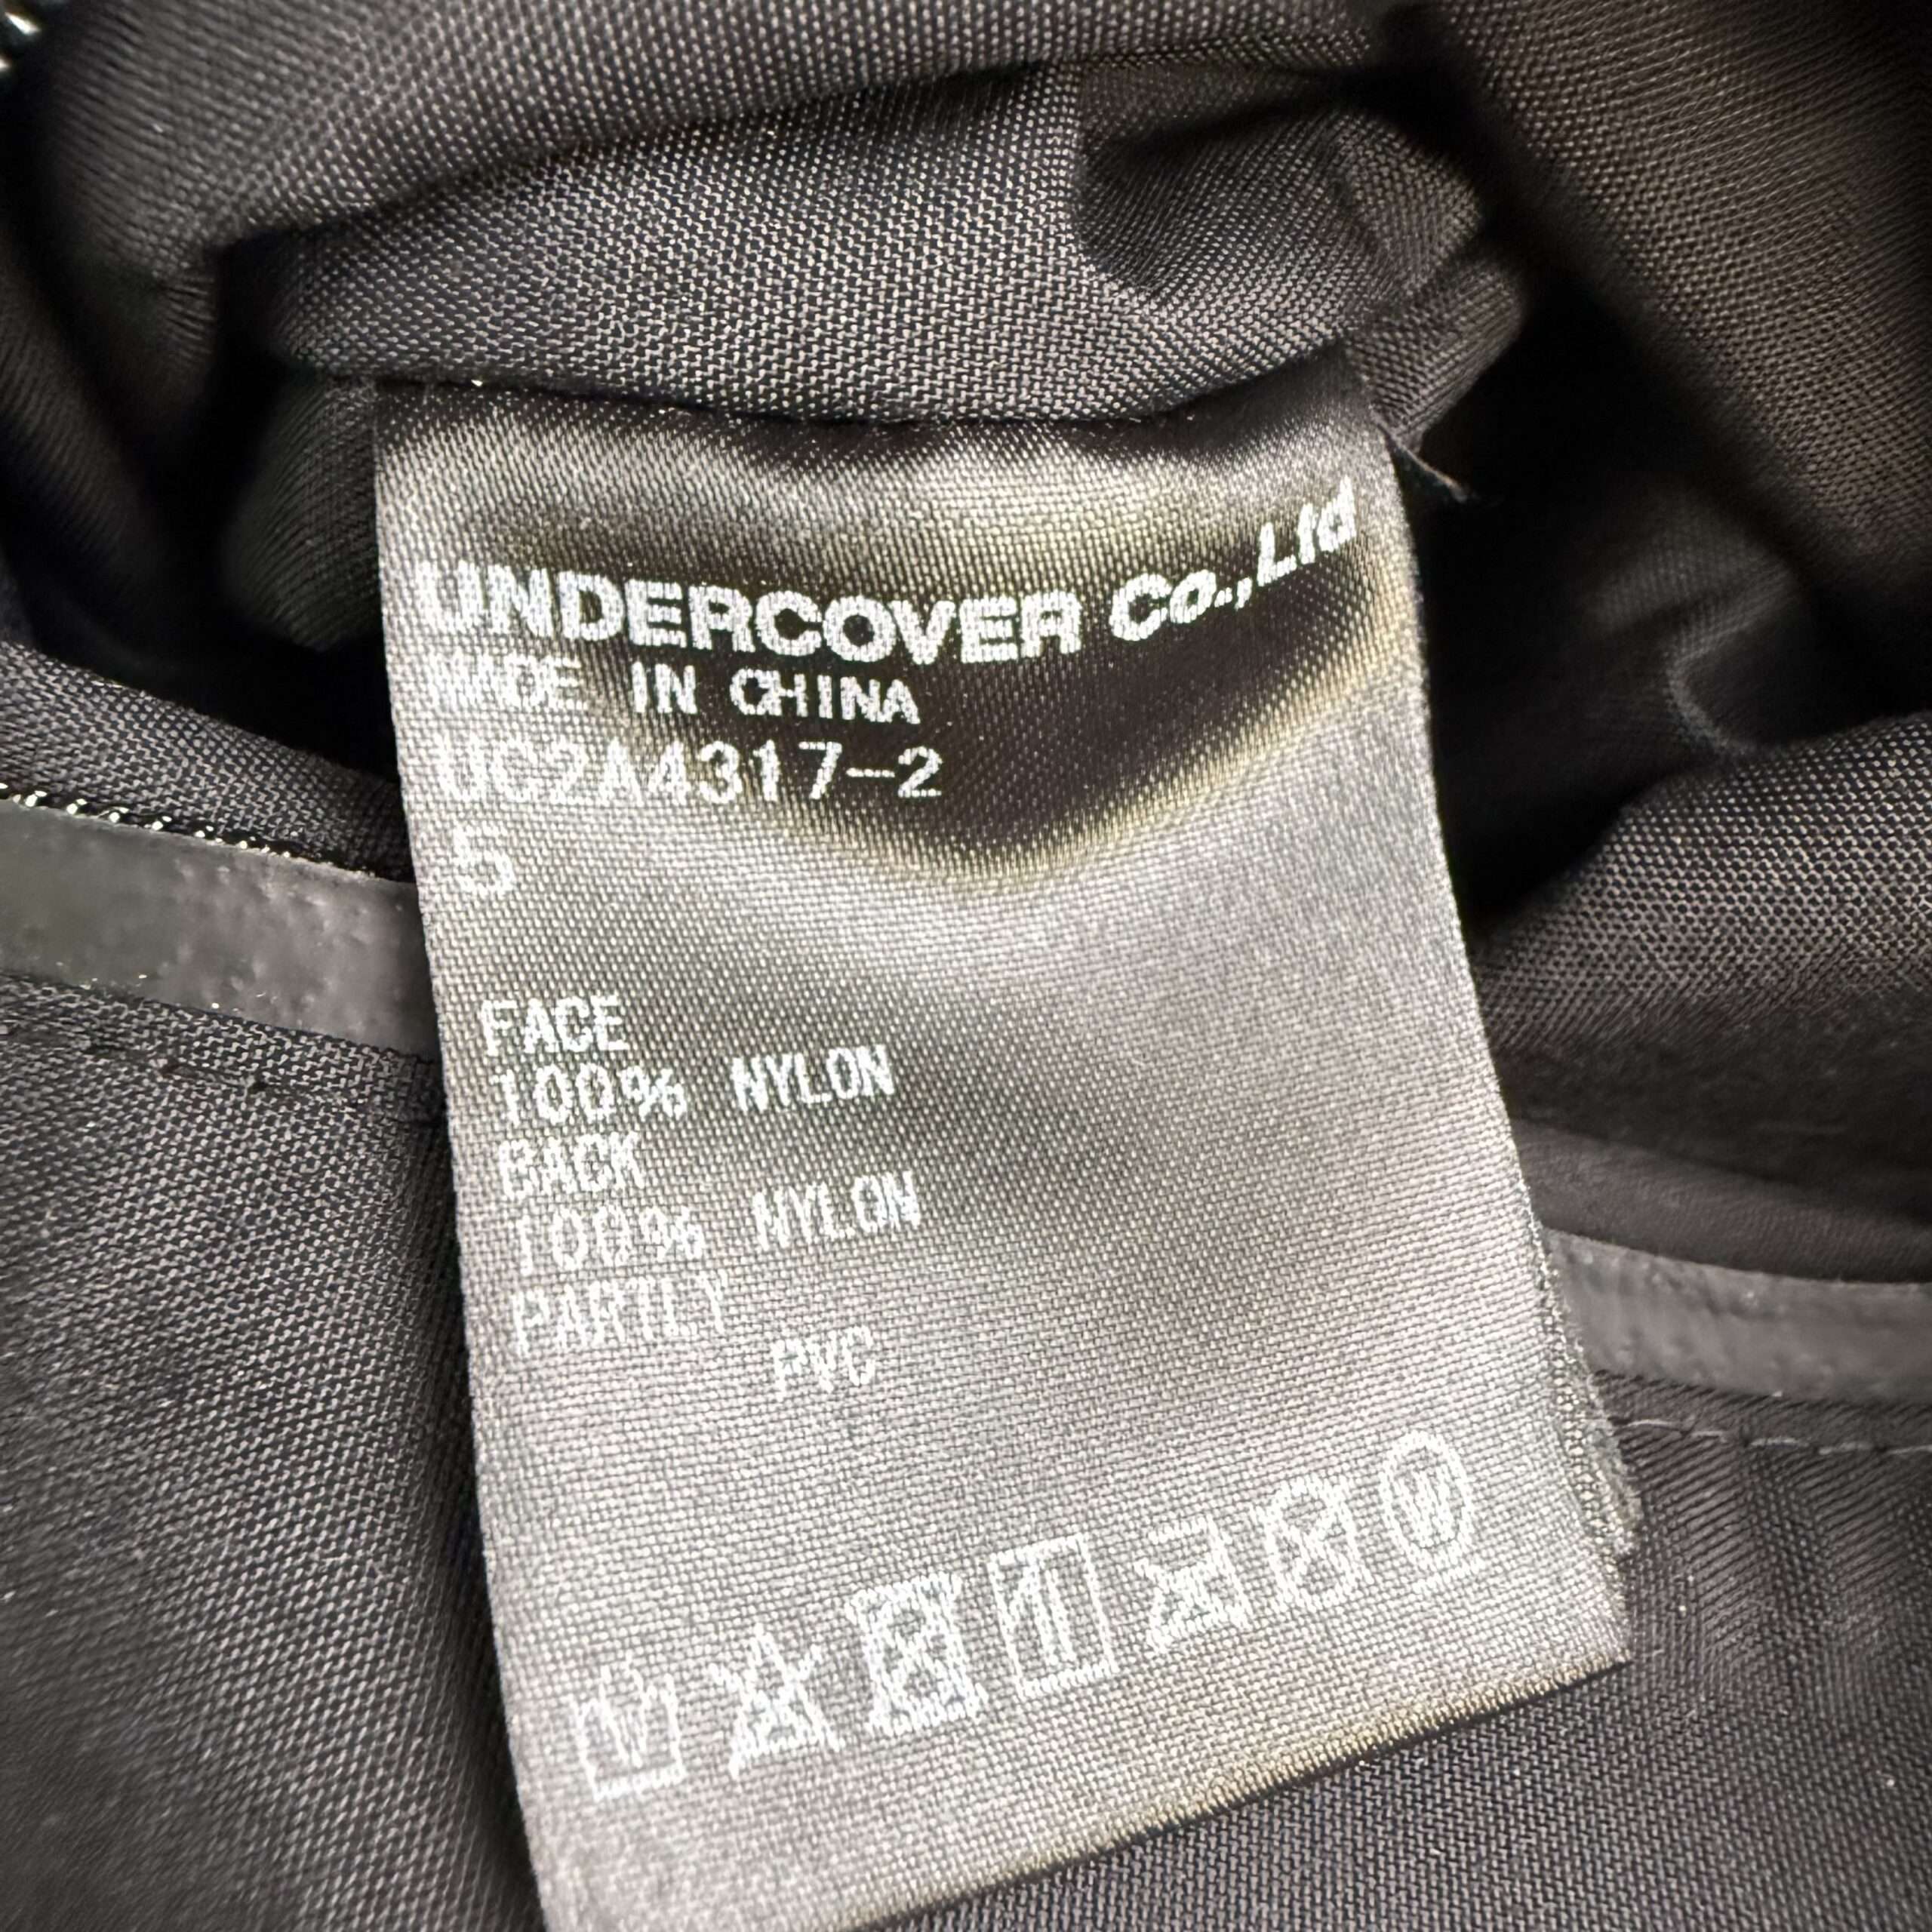 UNDERCOVER Co.,Ltd
MADE IN CHINA
UC2A4317-2
5
FACE
100% NYLON
BACK
100% NYLON
PARTLY
PVC
W